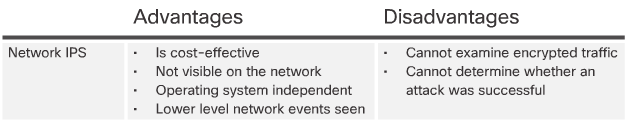 Advantages Disadvantages
Network IPS • Is cost-effective • Cannot examine encrypted traffic
• Not visible on the network • Cannot determine whether an
• Operating system independent attack was successful
• Lower level network events seen